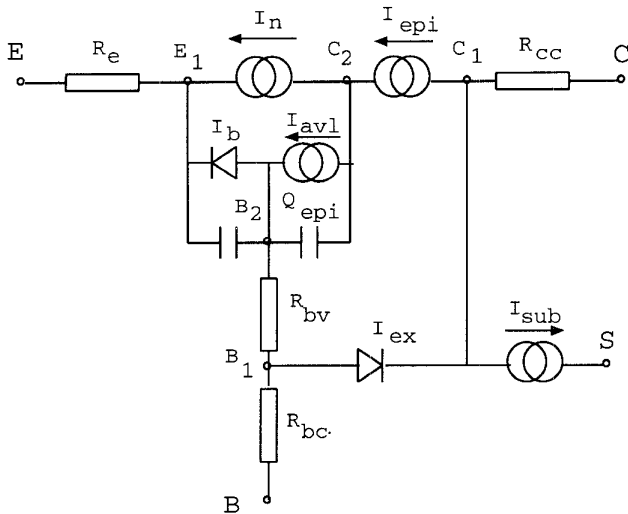 I_n I_epi
E R_e E_1 C_2 C_1 R_cc C
I_b I_avl
B_2 Q_epi
R_bv I_ex I_sub S
B_1
R_bc.
B